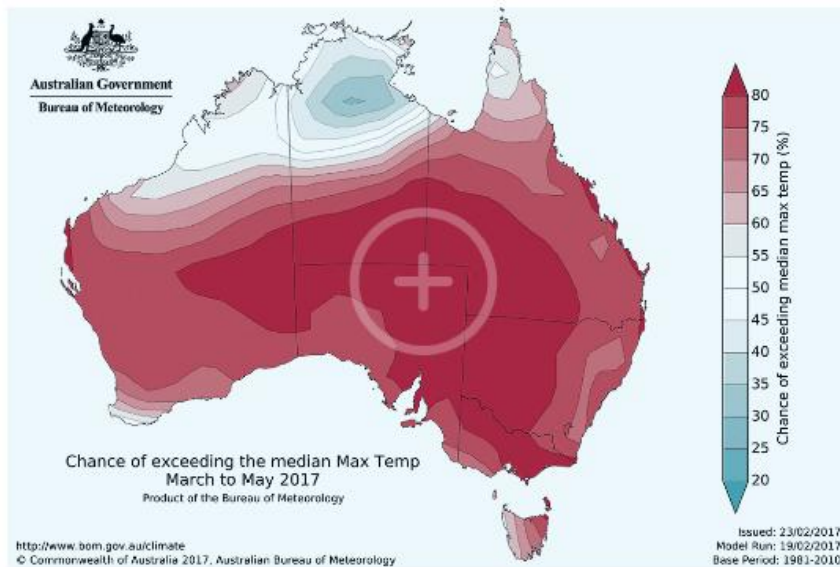 Australian Government
Bureau of Meteorology
80
75
70
65
60
55
50
45
40
35
30
25
20
Chance of exceeding median max temp (%)
Chance of exceeding the median Max Temp
March to May 2017
Product of the Bureau of Meteorology
http://www.bom.gov.au/climate
© Commonwealth of Australia 2017, Australian Bureau of Meteorology
Issued: 23/02/2017
Model Run: 19/02/2017
Base Period: 1981-2010